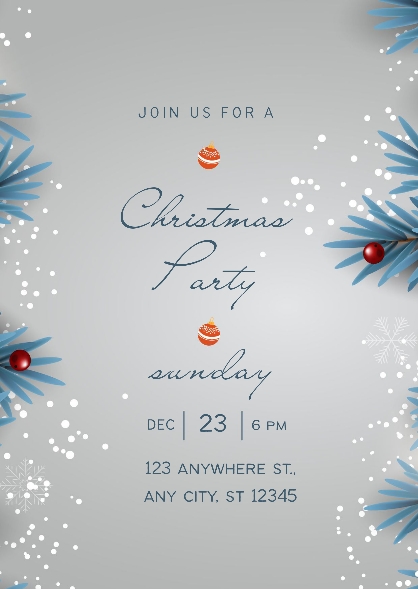 JOIN US FOR A
Christmas
Party
sunday
DEC | 23 | 6 PM
123 ANYWHERE ST.,
ANY CITY, ST 12345